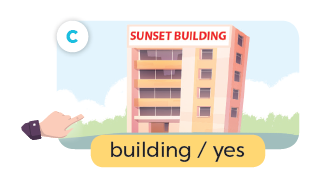 C
SUNSET BUILDING
building / yes